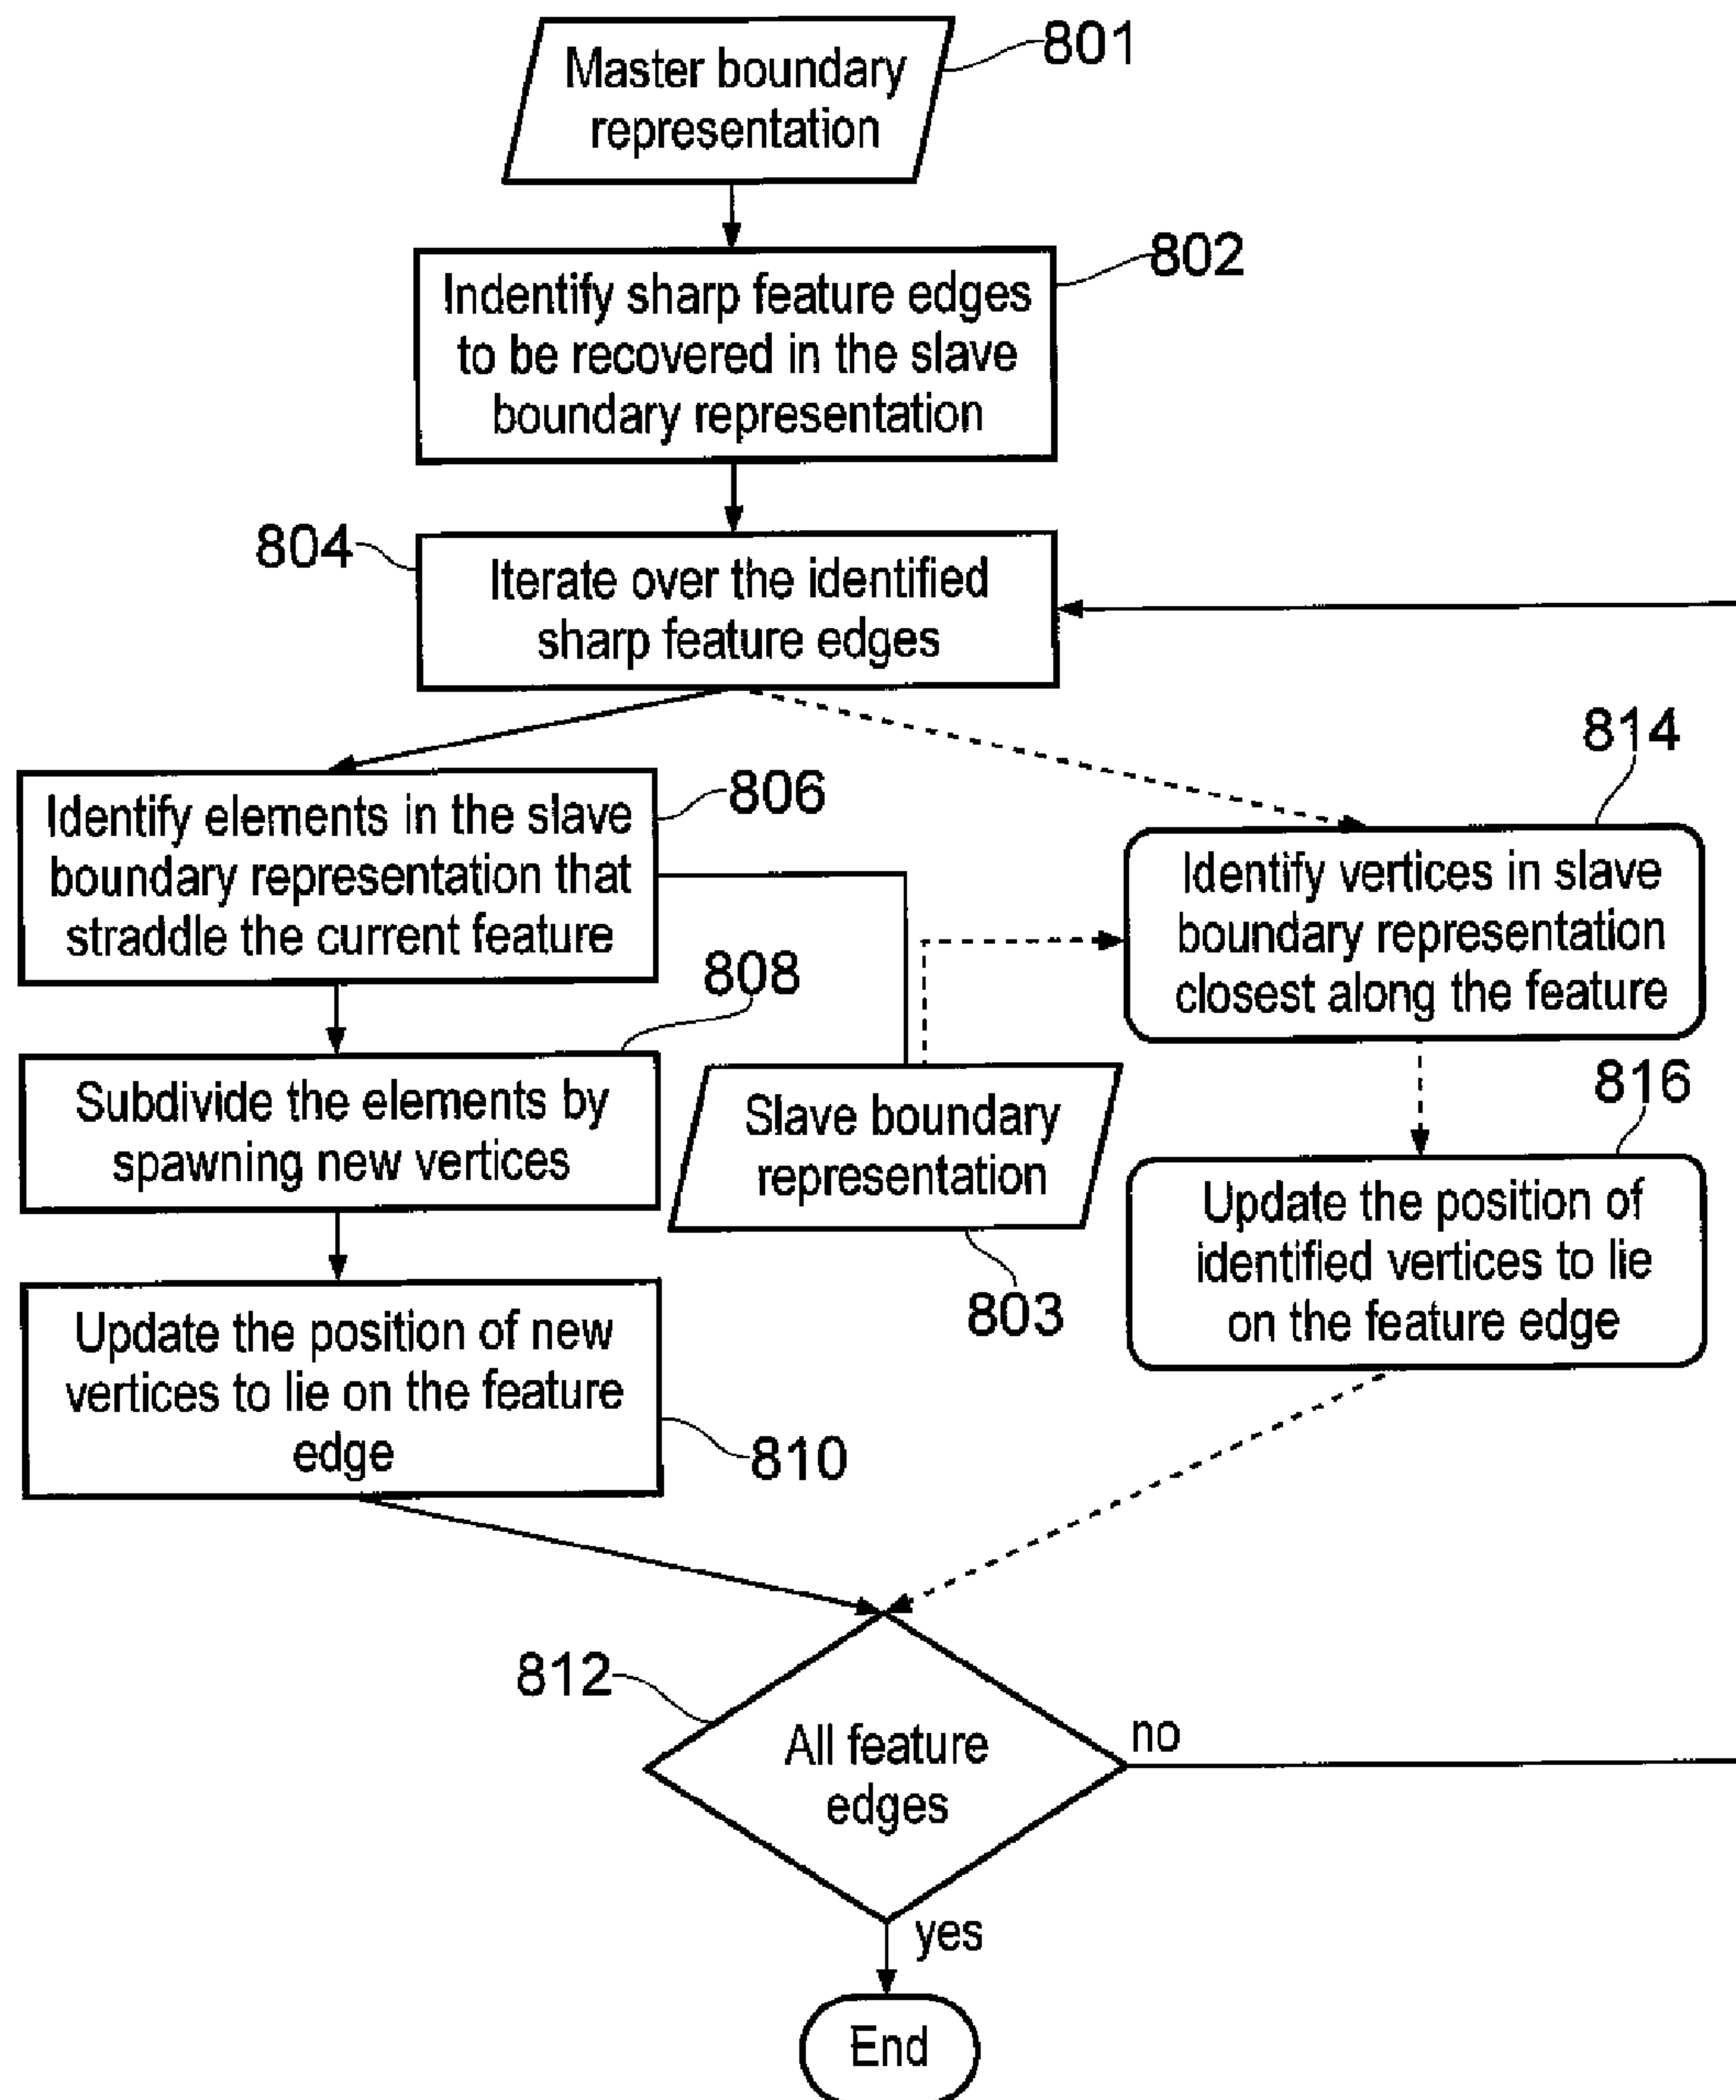 Master boundary
representation
801
Indentify sharp feature edges
to be recovered in the slave
boundary representation
802
804
Iterate over the identified
sharp feature edges
Identify elements in the slave
boundary representation that
straddle the current feature
806
814
Identify vertices in slave
boundary representation
closest along the feature
808
Subdivide the elements by
spawning new vertices
Slave boundary
representation
803
816
Update the position of
identified vertices to lie
on the feature edge
Update the position of new
vertices to lie on the feature
edge
810
812
All feature
edges
no
yes
End